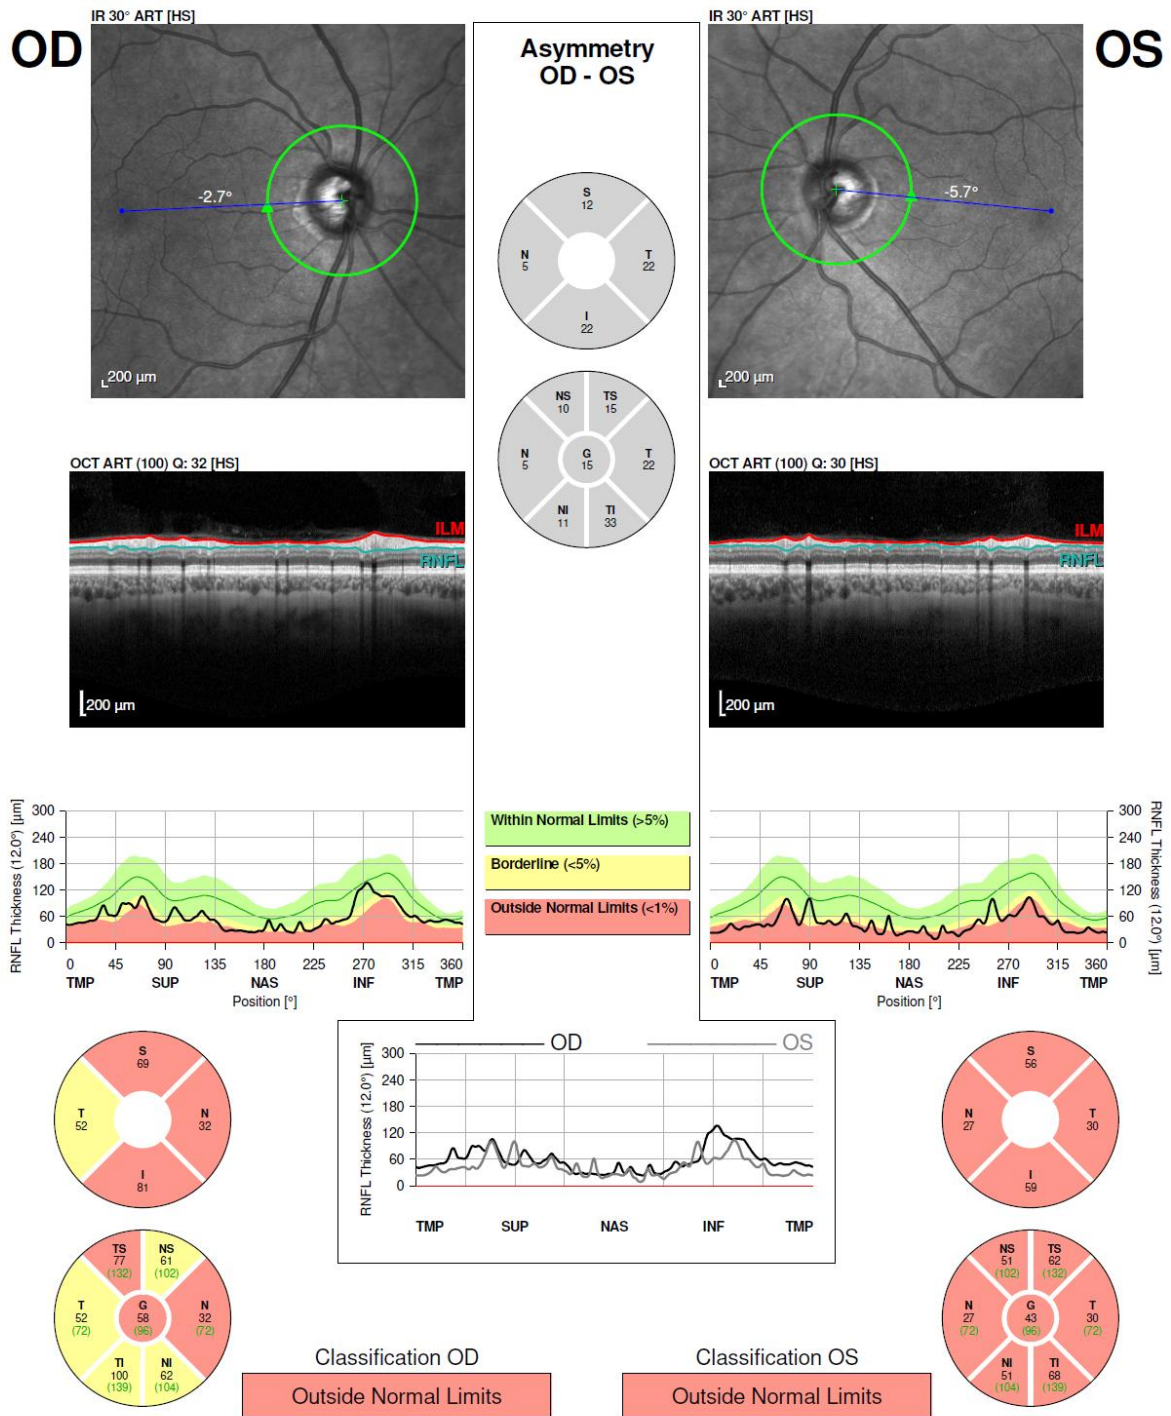 IR 30° ART [HS]
OD
-2.7°
200 µm
Asymmetry
OD - OS
IR 30° ART [HS]
OS
-5.7°
200 µm
S
12
N
5
T
22
I
22
NS
10
TS
15
N
5
G
15
T
22
NI
11
TI
33
OCT ART (100) Q: 32 [HS]
ILM
RNFL
200 µm
OCT ART (100) Q: 30 [HS]
ILM
RNFL
200 µm
RNFL Thickness (12.0°) [µm]
300
240
180
120
60
0
0 45 90 135 180 225 270 315 360
TMP SUP NAS INF TMP
Position [°]
Within Normal Limits (>5%)
Borderline (<5%)
Outside Normal Limits (<1%)
300
240
180
120
60
0
RNFL Thickness (12.0°) [µm]
0 45 90 135 180 225 270 315 360
TMP SUP NAS INF TMP
Position [°]
S
69
T
52
N
32
I
81
OD OS
RNFL Thickness (12.0°) [µm]
300
240
180
120
60
0
TMP SUP NAS INF TMP
S
56
N
27
T
30
I
59
TS
77
(132)
NS
61
(102)
T
52
(72)
G
58
(96)
N
32
(72)
TI
100
(139)
NI
62
(104)
Classification OD
Outside Normal Limits
Classification OS
Outside Normal Limits
NS
51
(102)
TS
62
(132)
N
27
(72)
G
43
(96)
T
30
(72)
NI
51
(104)
TI
68
(139)